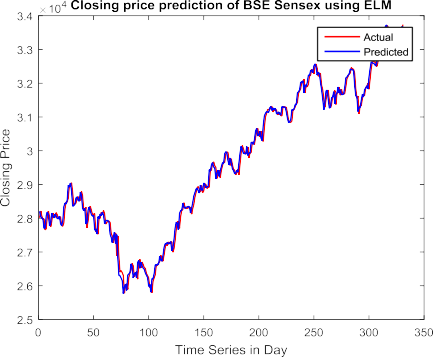 × 10⁴
Closing price prediction of BSE Sensex using ELM
3.4
3.3
3.2
3.1
3
2.9
2.8
2.7
2.6
2.5
Closing Price
Actual
Predicted
0 50 100 150 200 250 300 350
Time Series in Day